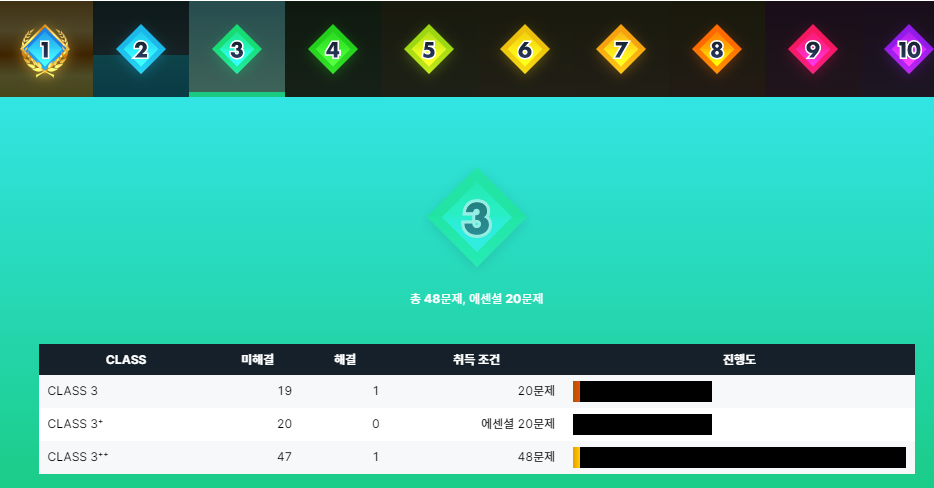 1 2 3 4 5 6 7 8 9 10
3
총 48문제, 에센셜 20문제
CLASS 미해결 해결 취득 조건 진행도
CLASS 3 19 1 20문제
CLASS 3⁺ 20 0 에센셜 20문제
CLASS 3⁺⁺ 47 1 48문제